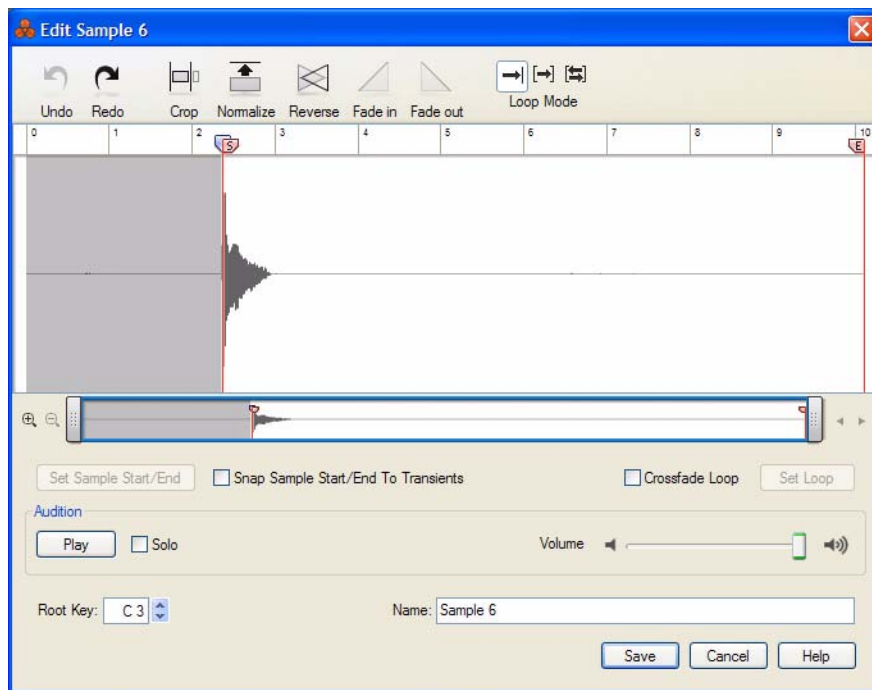 Edit Sample 6
Undo Redo Crop Normalize Reverse Fade in Fade out Loop Mode
0 1 2 3 4 5 6 7 8 9 10
S E
Set Sample Start/End Snap Sample Start/End To Transients Crossfade Loop Set Loop
Audition
Play Solo Volume
Root Key: C 3 Name: Sample 6
Save Cancel Help